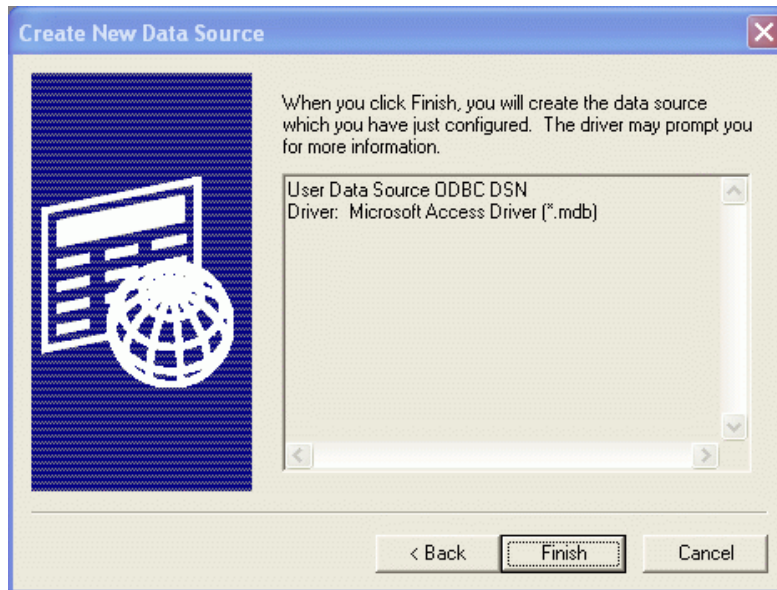 Create New Data Source
When you click Finish, you will create the data source
which you have just configured. The driver may prompt you
for more information.
User Data Source ODBC DSN
Driver: Microsoft Access Driver (*.mdb)
< Back
Finish
Cancel